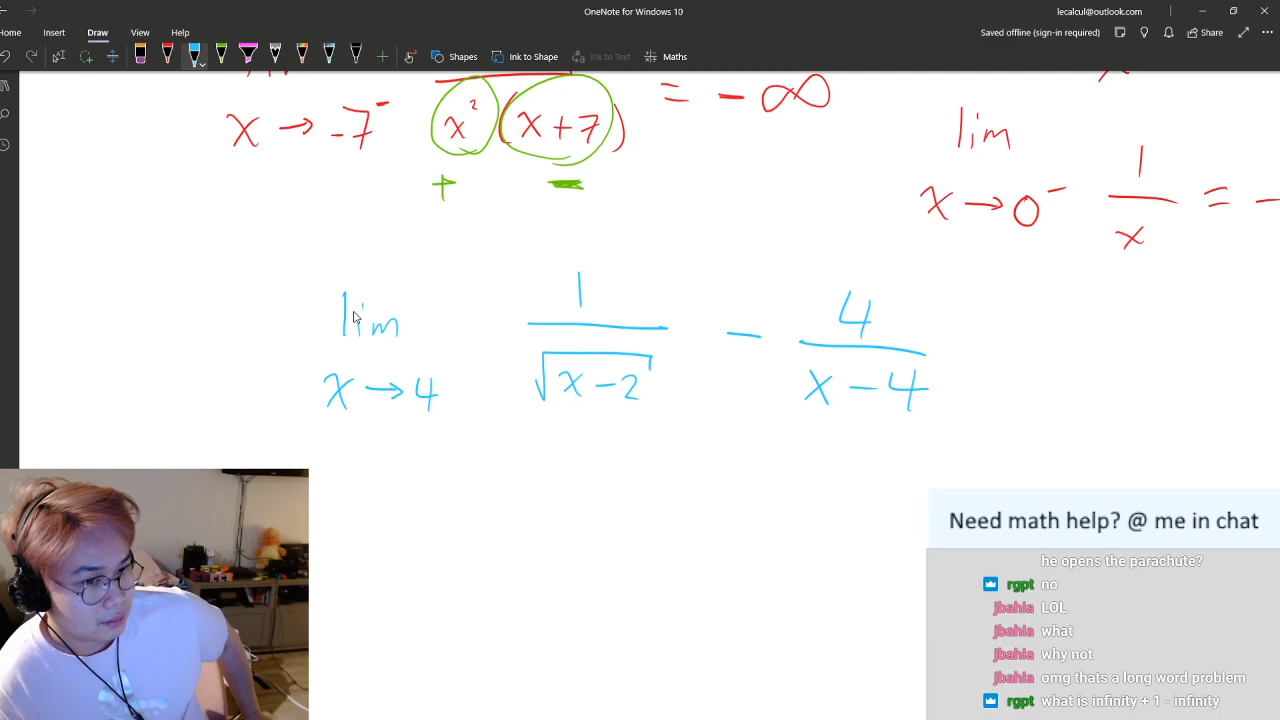 OneNote for Windows 10
lecalcul@outlook.com
Home Insert Draw View Help
Saved offline (sign-in required)
Share
Shapes Ink to Shape Ink to Text Maths
x → -7⁻ x² (x + 7) = - ∞
+ -
lim
x → 0⁻ 1/x = -
lim
x → 4 1/√(x - 2) - 4/(x - 4)
Need math help? @ me in chat
he opens the parachute?
rgpt no
jbahia LOL
jbahia what
jbahia why not
jbahia omg thats a long word problem
rgpt what is infinity + 1 - infinity